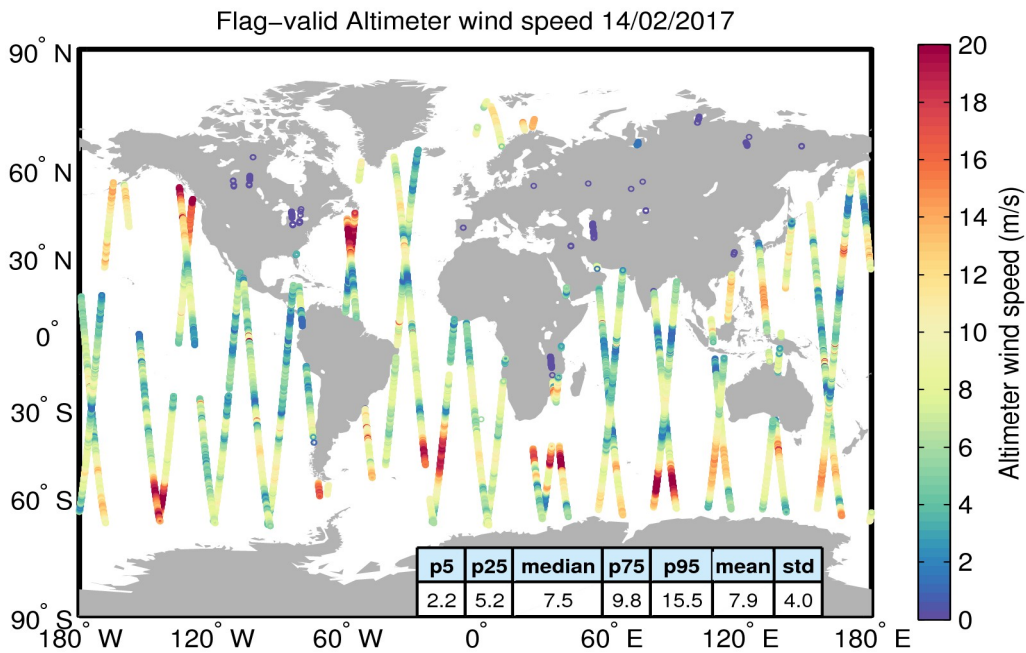 Flag−valid Altimeter wind speed 14/02/2017
90° N
60° N
30° N
0°
30° S
60° S
90° S
180° W
120° W
60° W
0°
60° E
120° E
180° E
p5 p25 median p75 p95 mean std
2.2 5.2 7.5 9.8 15.5 7.9 4.0
20
18
16
14
12
10
8
6
4
2
0
Altimeter wind speed (m/s)